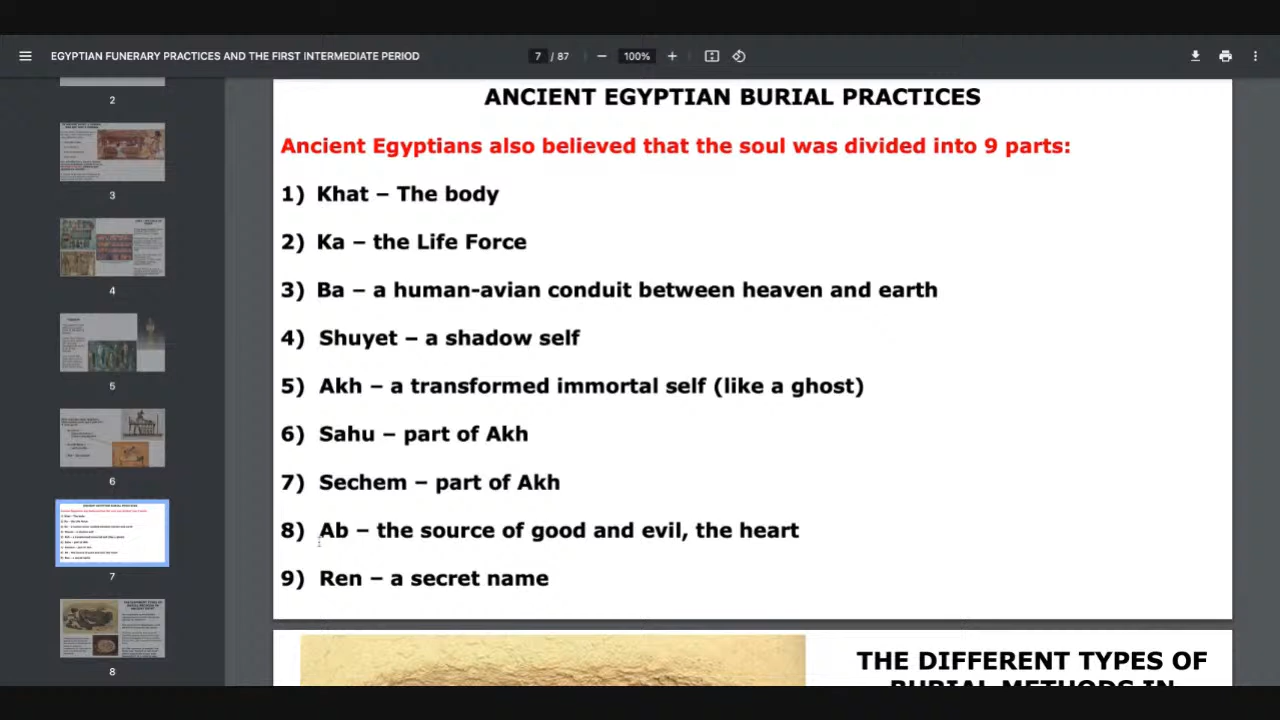 EGYPTIAN FUNERARY PRACTICES AND THE FIRST INTERMEDIATE PERIOD
7 / 87
100%
2
3
4
5
6
7
8
ANCIENT EGYPTIAN BURIAL PRACTICES
Ancient Egyptians also believed that the soul was divided into 9 parts:
1) Khat – The body
2) Ka – the Life Force
3) Ba – a human-avian conduit between heaven and earth
4) Shuyet – a shadow self
5) Akh – a transformed immortal self (like a ghost)
6) Sahu – part of Akh
7) Sechem – part of Akh
8) Ab – the source of good and evil, the heart
9) Ren – a secret name
THE DIFFERENT TYPES OF
BURIAL METHODS IN